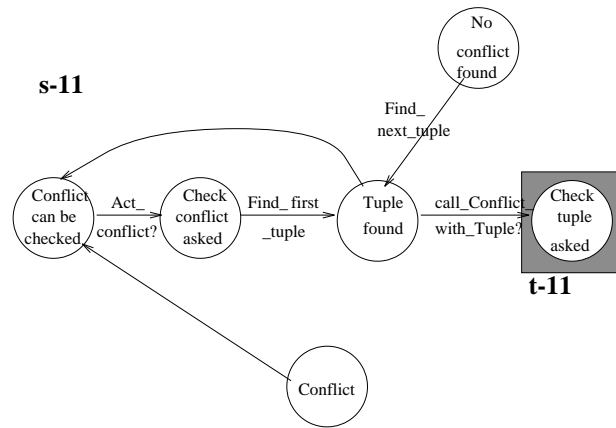 No
conflict
found
s-11
Find_
next_tuple
Conflict
can be
checked
Act_
conflict?
Check
conflict
asked
Find_first
_tuple
Tuple
found
call_Conflict_
with_Tuple?
Check
tuple
asked
t-11
Conflict